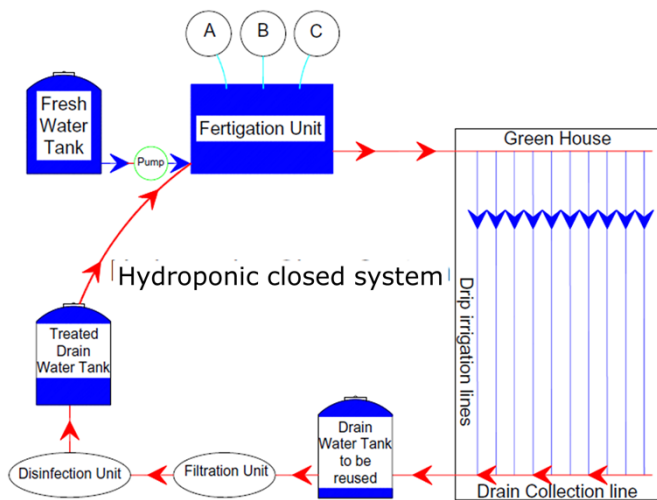 A
B
C
Fresh
Water
Tank
Pump
Fertigation Unit
Green House
Hydroponic closed system
Drip irrigation lines
Treated
Drain
Water Tank
Drain
Water Tank
to be
reused
Disinfection Unit
Filtration Unit
Drain Collection line